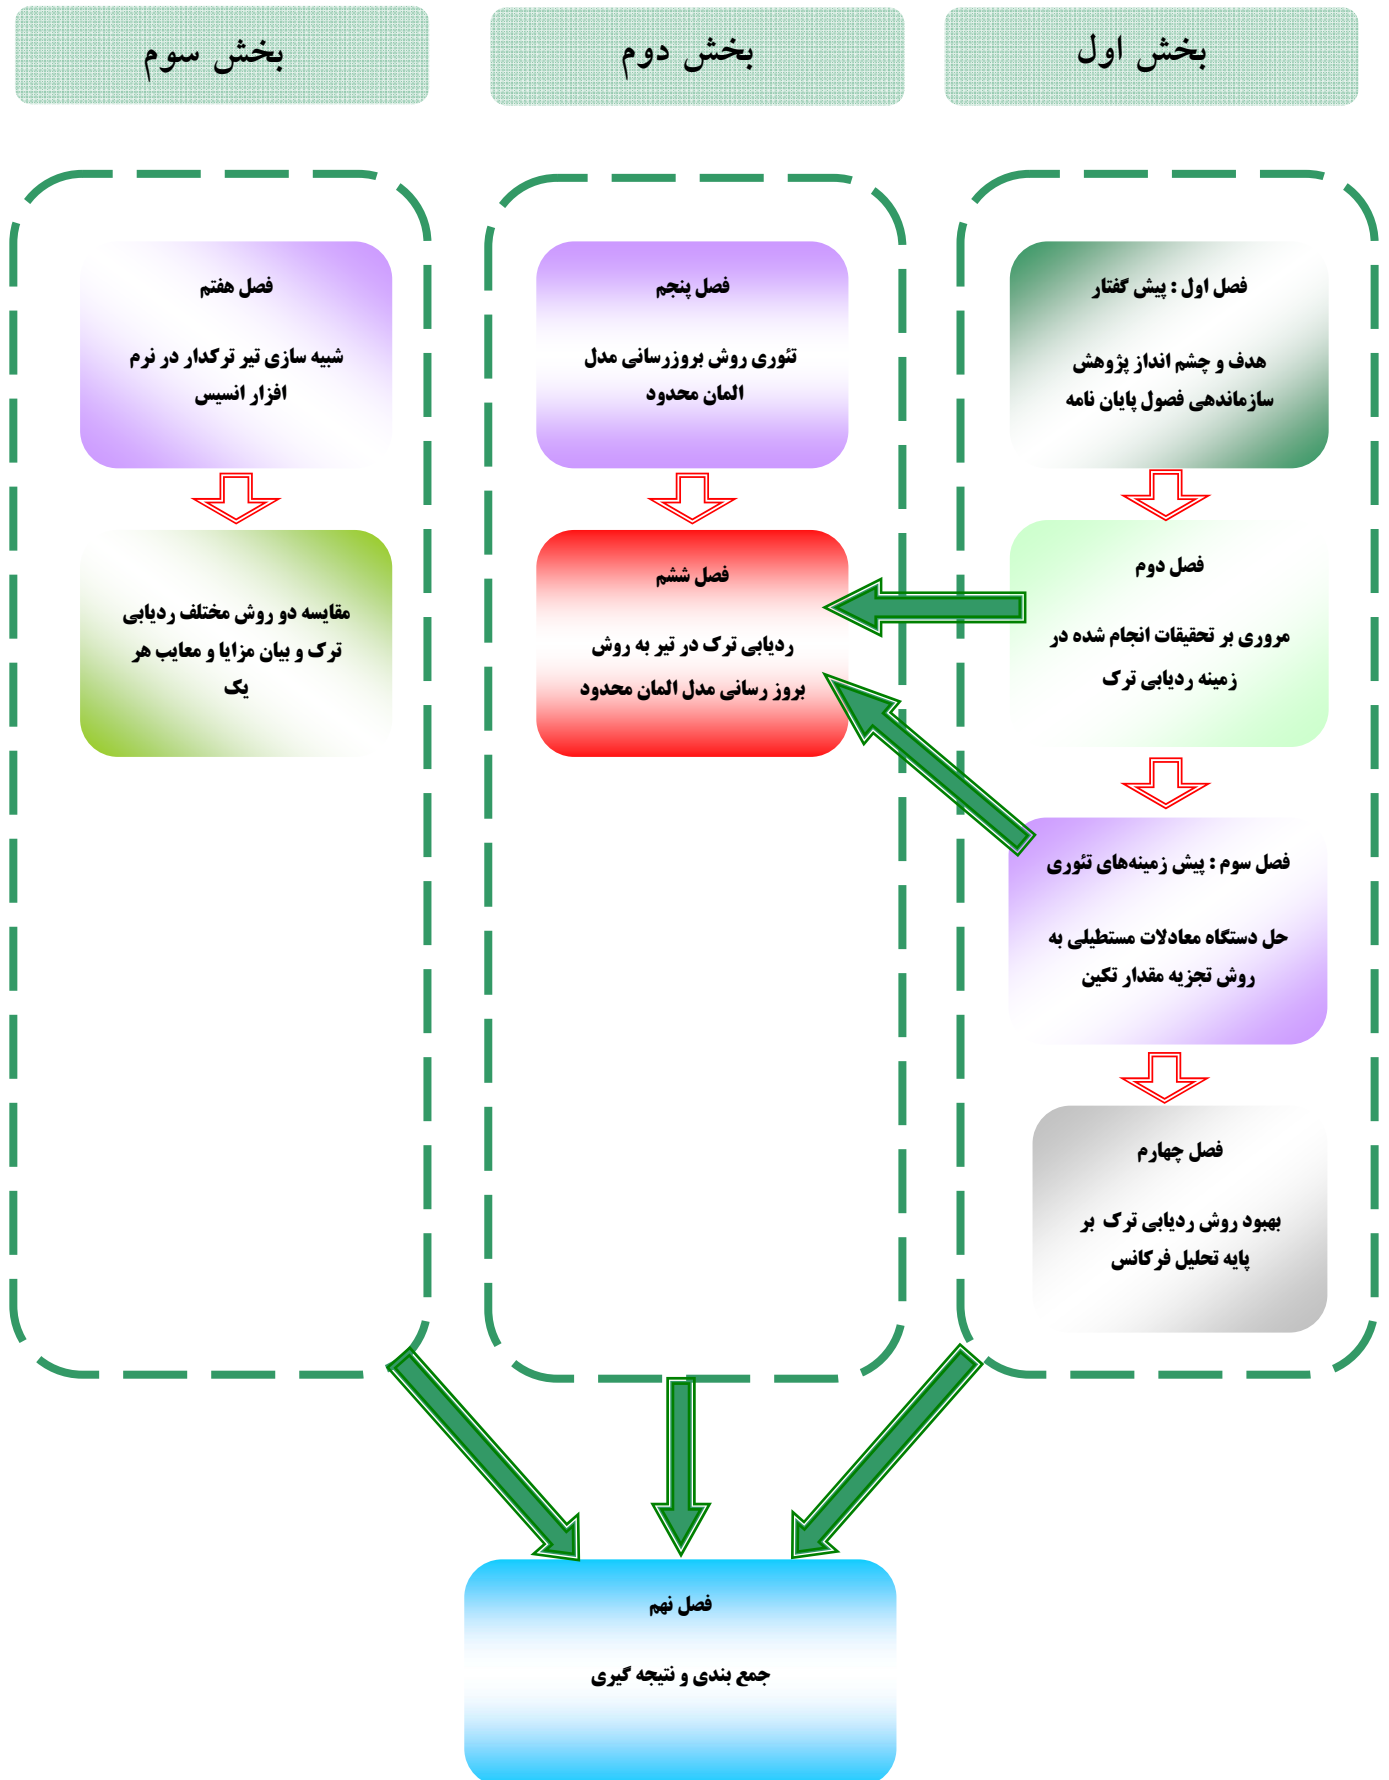 بخش اول
بخش دوم
بخش سوم
فصل اول : پیش گفتار
هدف و چشم انداز پژوهش
سازماندهی فصول پایان نامه
فصل دوم
مروری بر تحقیقات انجام شده در
زمینه ردیابی ترک
فصل سوم : پیش زمینه‌های تئوری
حل دستگاه معادلات مستطیلی به
روش تجزیه مقدار تکین
فصل چهارم
بهبود روش ردیابی ترک بر
پایه تحلیل فرکانس
فصل پنجم
تئوری روش بروزرسانی مدل
المان محدود
فصل ششم
ردیابی ترک در تیر به روش
بروز رسانی مدل المان محدود
فصل هفتم
شبیه سازی تیر ترکدار در نرم
افزار انسیس
مقایسه دو روش مختلف ردیابی
ترک و بیان مزایا و معایب هر
یک
فصل نهم
جمع بندی و نتیجه گیری